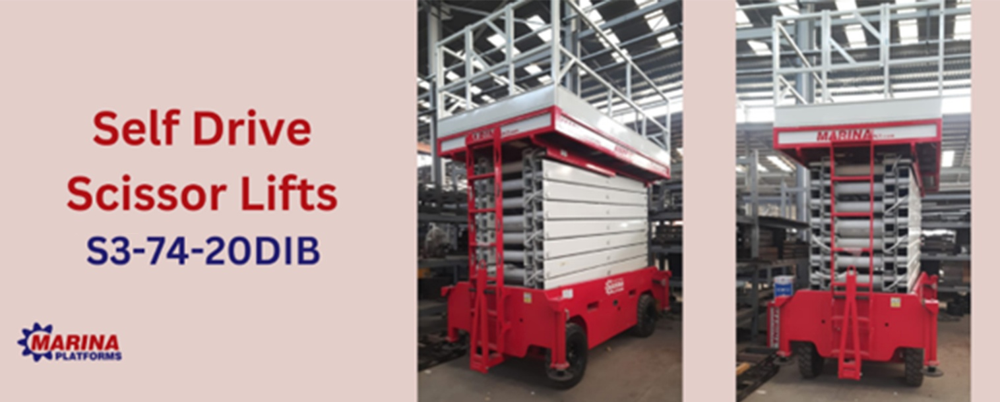 Self Drive
Scissor Lifts
S3-74-20DIB
MARINA
PLATFORMS
MARINA